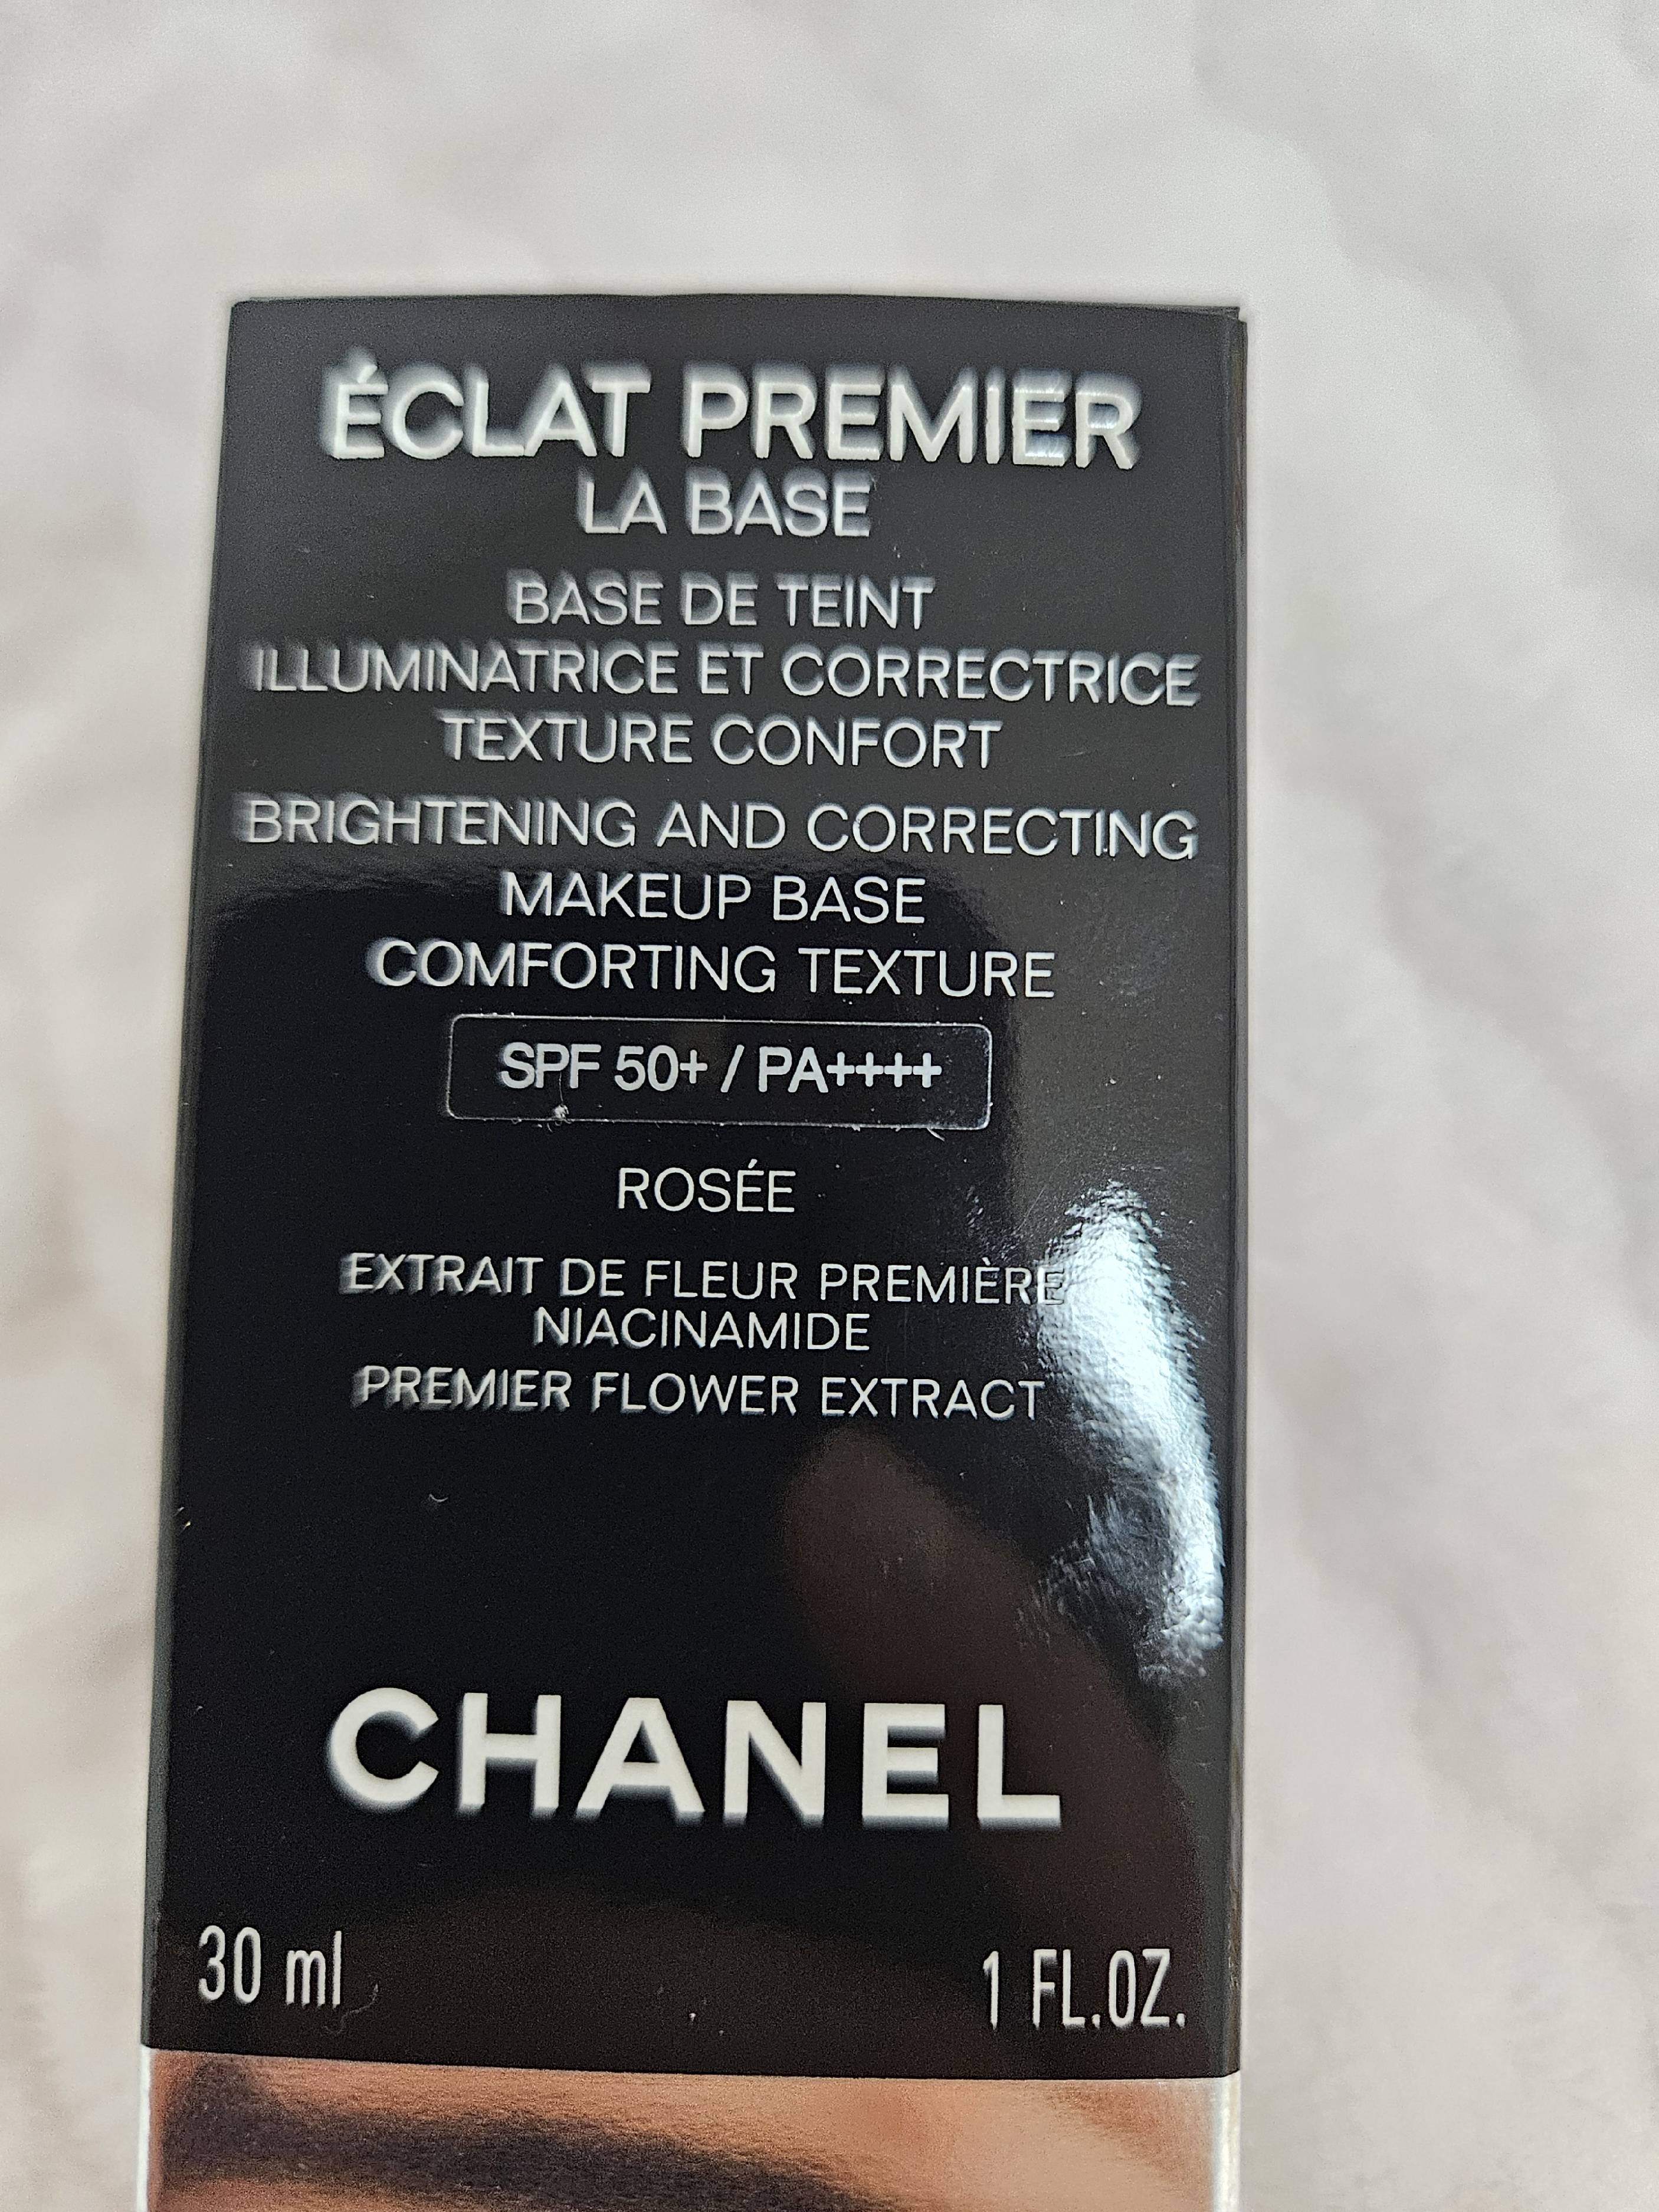 ÉCLAT PREMIER
LA BASE
BASE DE TEINT
ILLUMINATRICE ET CORRECTRICE
TEXTURE CONFORT
BRIGHTENING AND CORRECTING
MAKEUP BASE
COMFORTING TEXTURE
SPF 50+ / PA++++
ROSÉE
EXTRAIT DE FLEUR PREMIÈRE
NIACINAMIDE
PREMIER FLOWER EXTRACT
CHANEL
30 ml 1 FL.OZ.